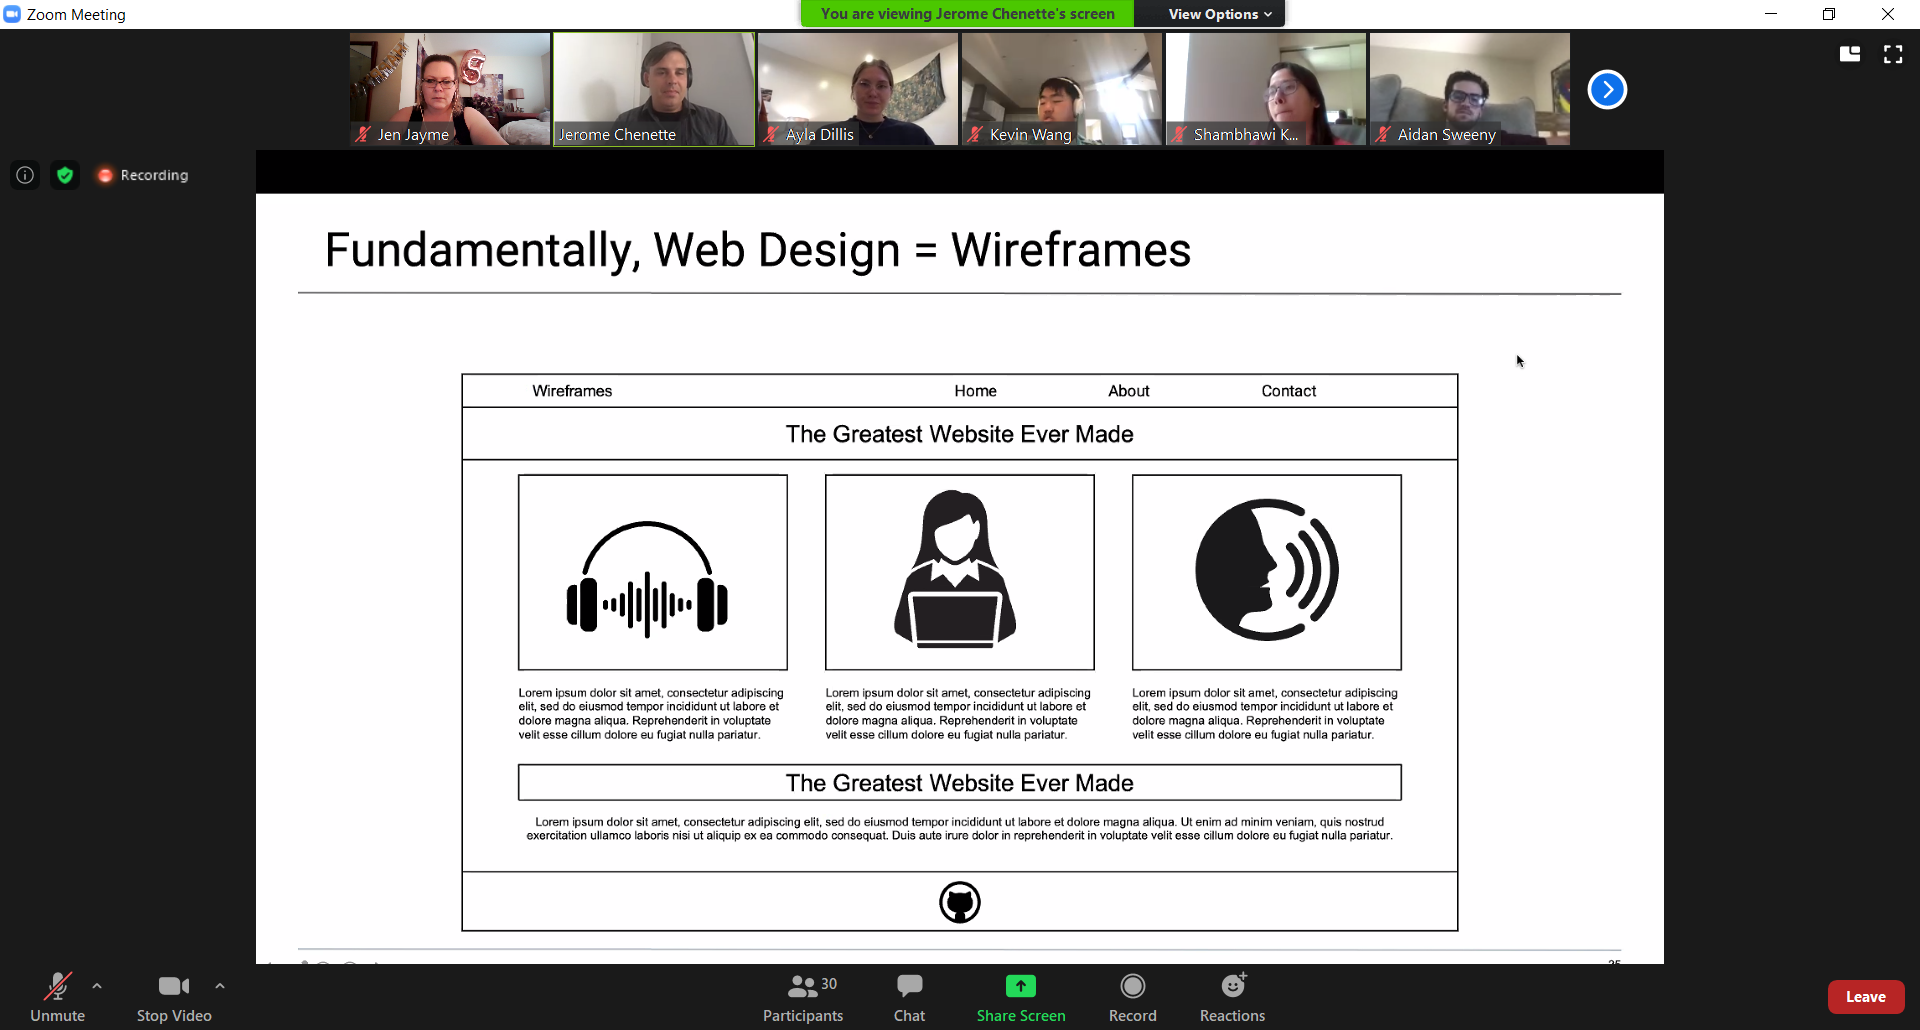 Zoom Meeting
You are viewing Jerome Chenette's screen
View Options
Jen Jayme
Jerome Chenette
Ayla Dillis
Kevin Wang
Shambhawi K...
Aidan Sweeny
Recording
Fundamentally, Web Design = Wireframes
Wireframes
Home
About
Contact
The Greatest Website Ever Made
Lorem ipsum dolor sit amet, consectetur adipiscing
elit, sed do eiusmod tempor incididunt ut labore et
dolore magna aliqua. Reprehenderit in voluptate
velit esse cillum dolore eu fugiat nulla pariatur.
Lorem ipsum dolor sit amet, consectetur adipiscing
elit, sed do eiusmod tempor incididunt ut labore et
dolore magna aliqua. Reprehenderit in voluptate
velit esse cillum dolore eu fugiat nulla pariatur.
Lorem ipsum dolor sit amet, consectetur adipiscing
elit, sed do eiusmod tempor incididunt ut labore et
dolore magna aliqua. Reprehenderit in voluptate
velit esse cillum dolore eu fugiat nulla pariatur.
The Greatest Website Ever Made
Lorem ipsum dolor sit amet, consectetur adipiscing elit, sed do eiusmod tempor incididunt ut labore et dolore magna aliqua. Ut enim ad minim veniam, quis nostrud
exercitation ullamco laboris nisi ut aliquip ex ea commodo consequat. Duis aute irure dolor in reprehenderit in voluptate velit esse cillum dolore eu fugiat nulla pariatur.
Unmute
Stop Video
30
Participants
Chat
Share Screen
Record
Reactions
Leave